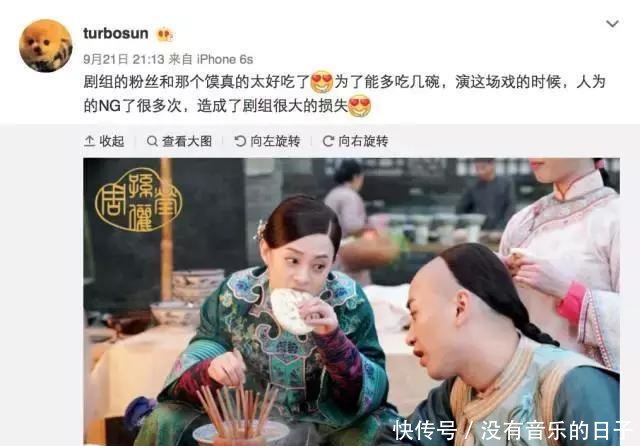 turbosun
9月21日 21:13 来自 iPhone 6s
剧组的粉丝和那个馍真的太好吃了😍为了能多吃几碗，演这场戏的时候，人为
的NG了很多次，造成了剧组很大的损失😍
收起 查看大图 向左旋转 向右旋转
孙俪
周莹
快传号/没有音乐的日子